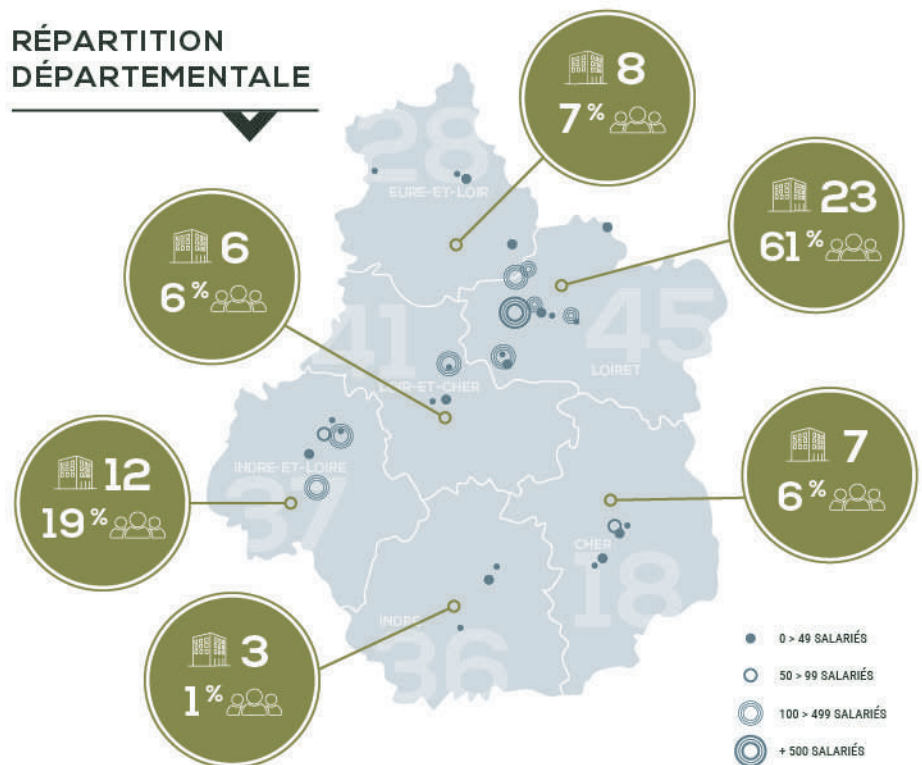 RÉPARTITION
DÉPARTEMENTALE
8
7 %
28
EURE-ET-LOIR
23
61 %
6
6 %
41
LOIR-ET-CHER
45
LOIRET
12
19 %
INDRE-ET-LOIRE
37
7
6 %
CHER
18
3
1 %
INDRE
36
0 > 49 SALARIÉS
50 > 99 SALARIÉS
100 > 499 SALARIÉS
+ 500 SALARIÉS